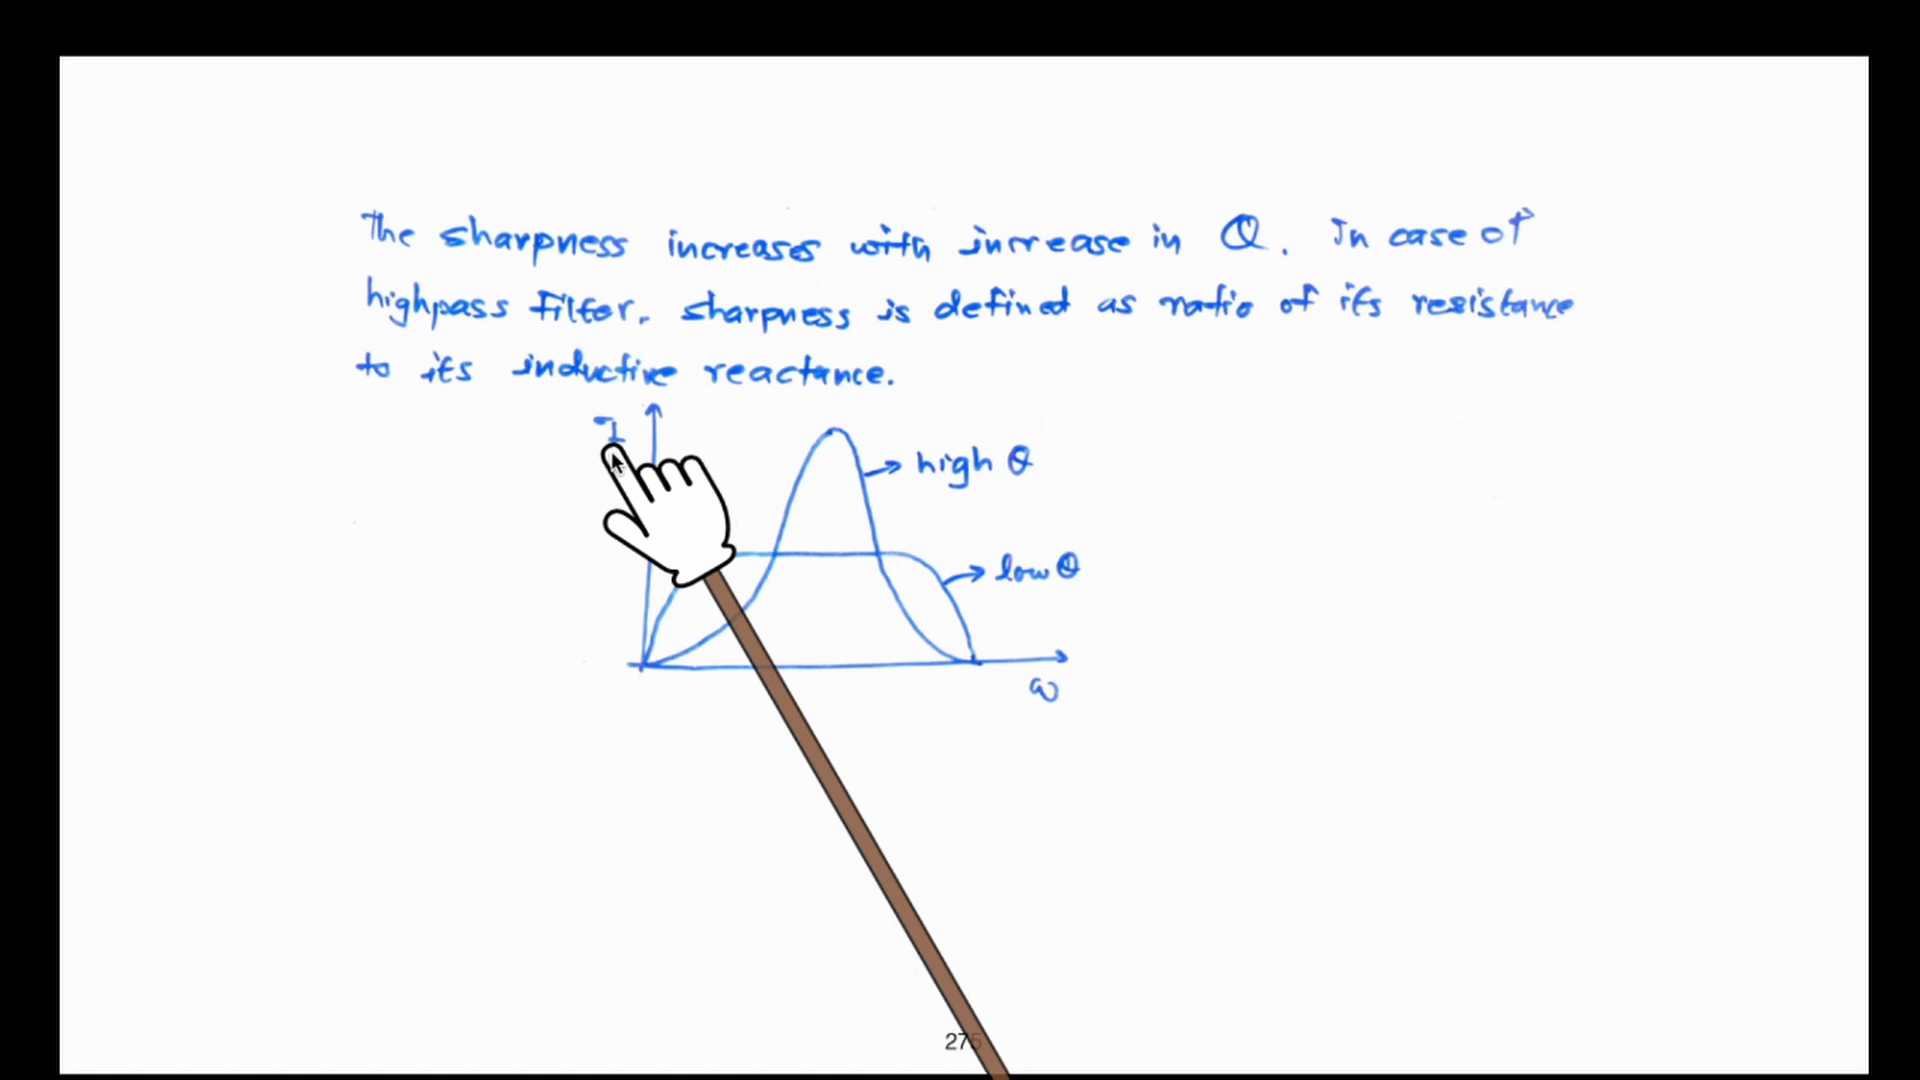 The sharpness increases with increase in Q. In case of
highpass filter. sharpness is defined as ratio of its resistance
to its inductive reactance.
I
high Q
low Q
ω